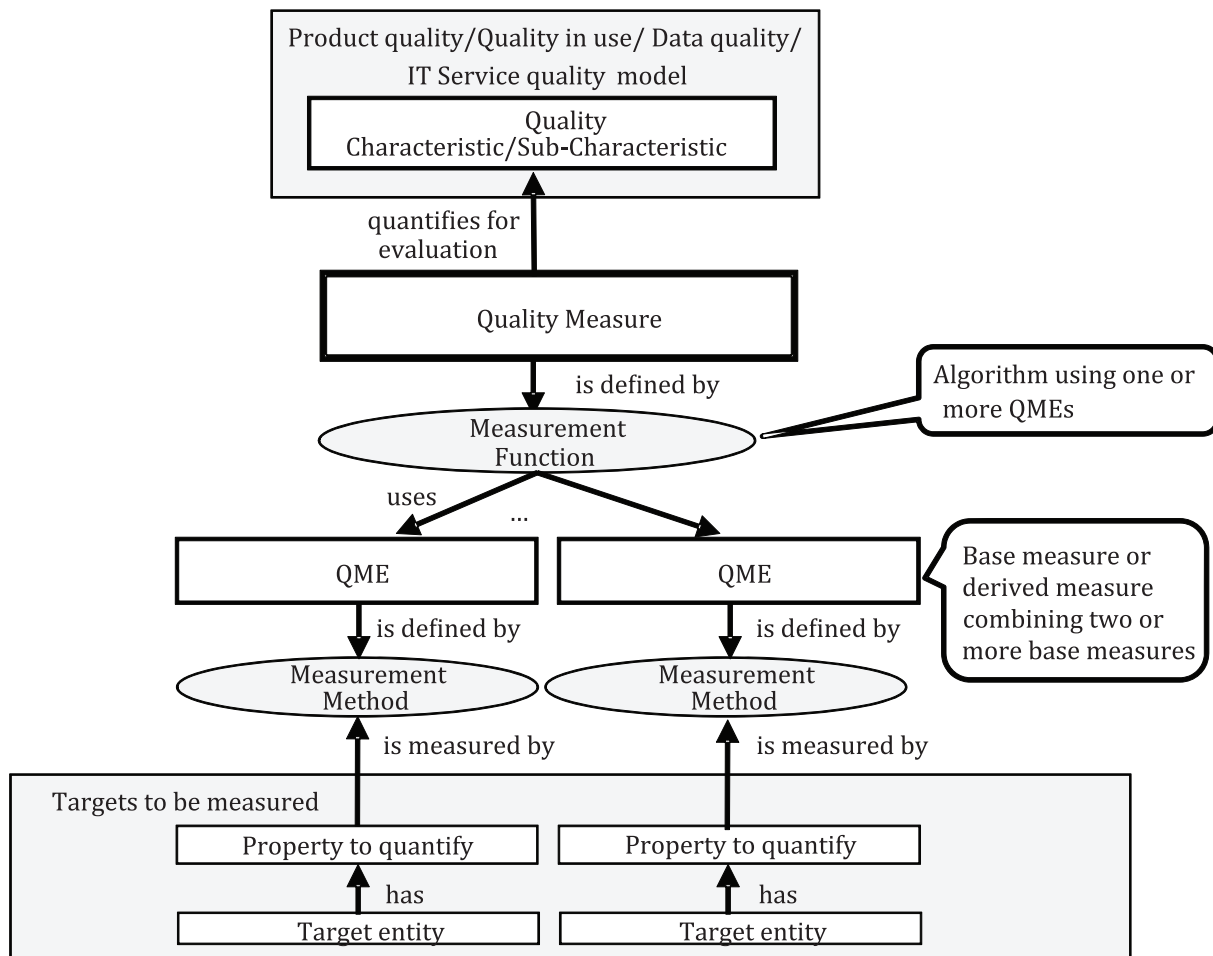 Product quality/Quality in use/ Data quality/
IT Service quality model
Quality
Characteristic/Sub-Characteristic
quantifies for
evaluation
Quality Measure
is defined by
Algorithm using one or
more QMEs
Measurement
Function
uses
...
QME
QME
Base measure or
derived measure
combining two or
more base measures
is defined by
is defined by
Measurement
Method
Measurement
Method
is measured by
is measured by
Targets to be measured
Property to quantify
Property to quantify
has
has
Target entity
Target entity